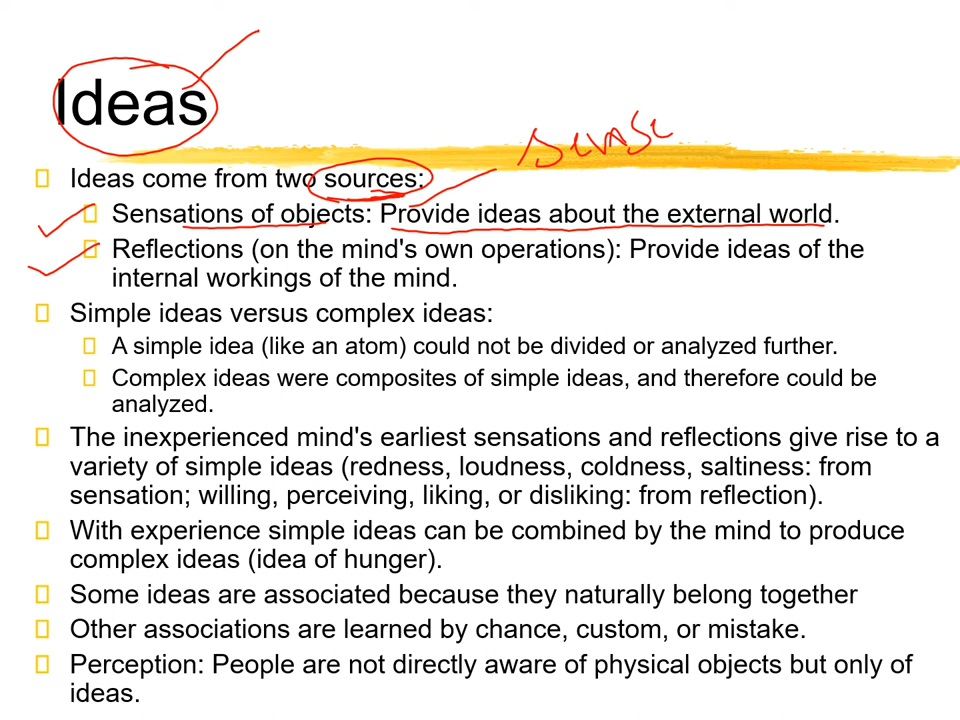 Ideas
sense
Ideas come from two sources:
Sensations of objects: Provide ideas about the external world.
Reflections (on the mind's own operations): Provide ideas of the
internal workings of the mind.
Simple ideas versus complex ideas:
A simple idea (like an atom) could not be divided or analyzed further.
Complex ideas were composites of simple ideas, and therefore could be
analyzed.
The inexperienced mind's earliest sensations and reflections give rise to a
variety of simple ideas (redness, loudness, coldness, saltiness: from
sensation; willing, perceiving, liking, or disliking: from reflection).
With experience simple ideas can be combined by the mind to produce
complex ideas (idea of hunger).
Some ideas are associated because they naturally belong together
Other associations are learned by chance, custom, or mistake.
Perception: People are not directly aware of physical objects but only of
ideas.